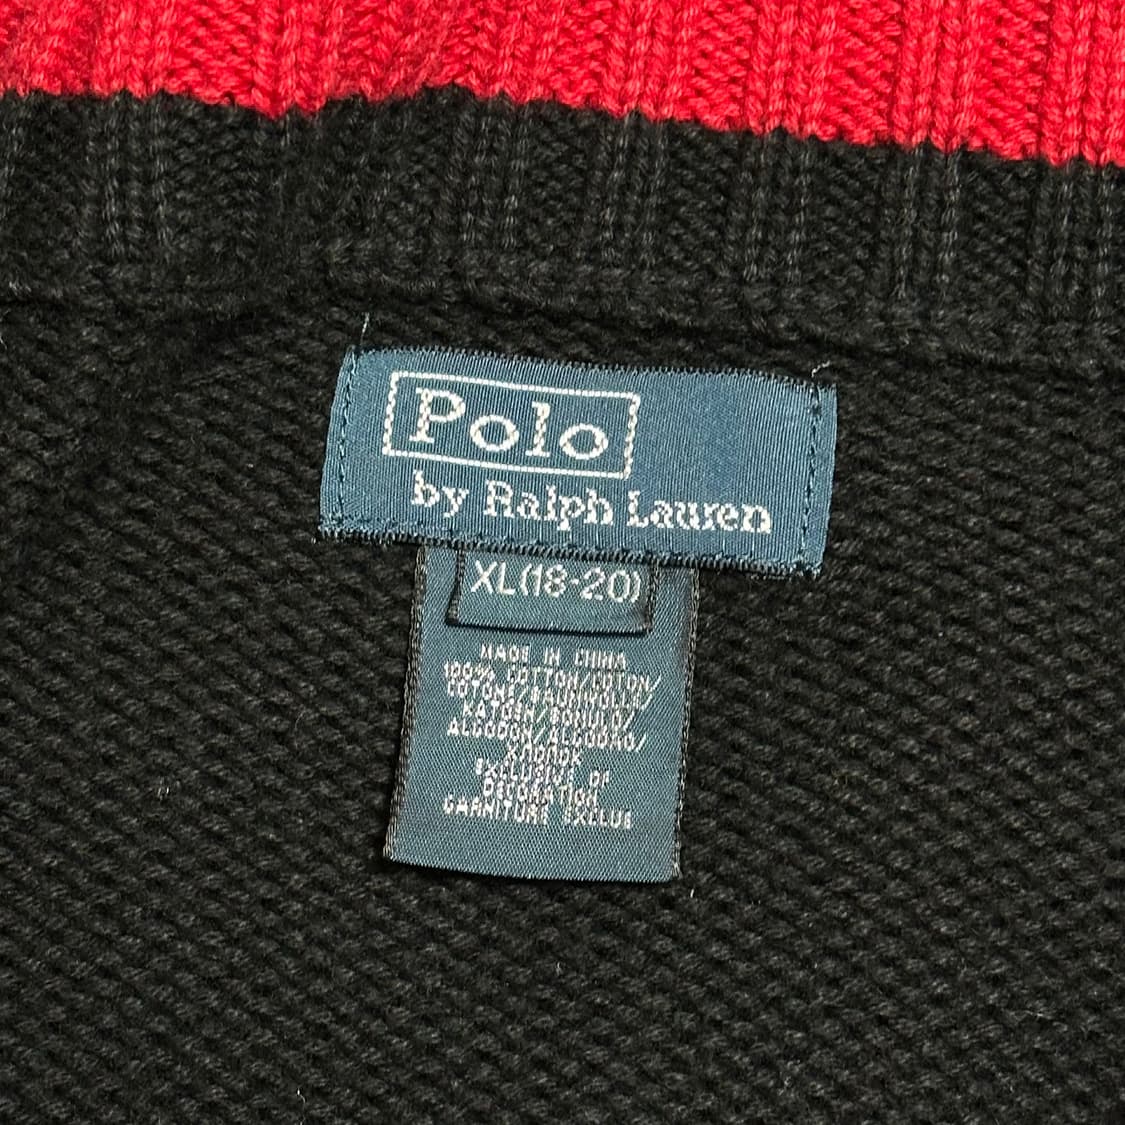 Polo
by Ralph Lauren
XL(18-20)
MADE IN CHINA
100% COTTON/COTON/
ALGODON/ALGODAO/
EXCLUSIVE OF
DECORATION
GARNITURE EXCLUE